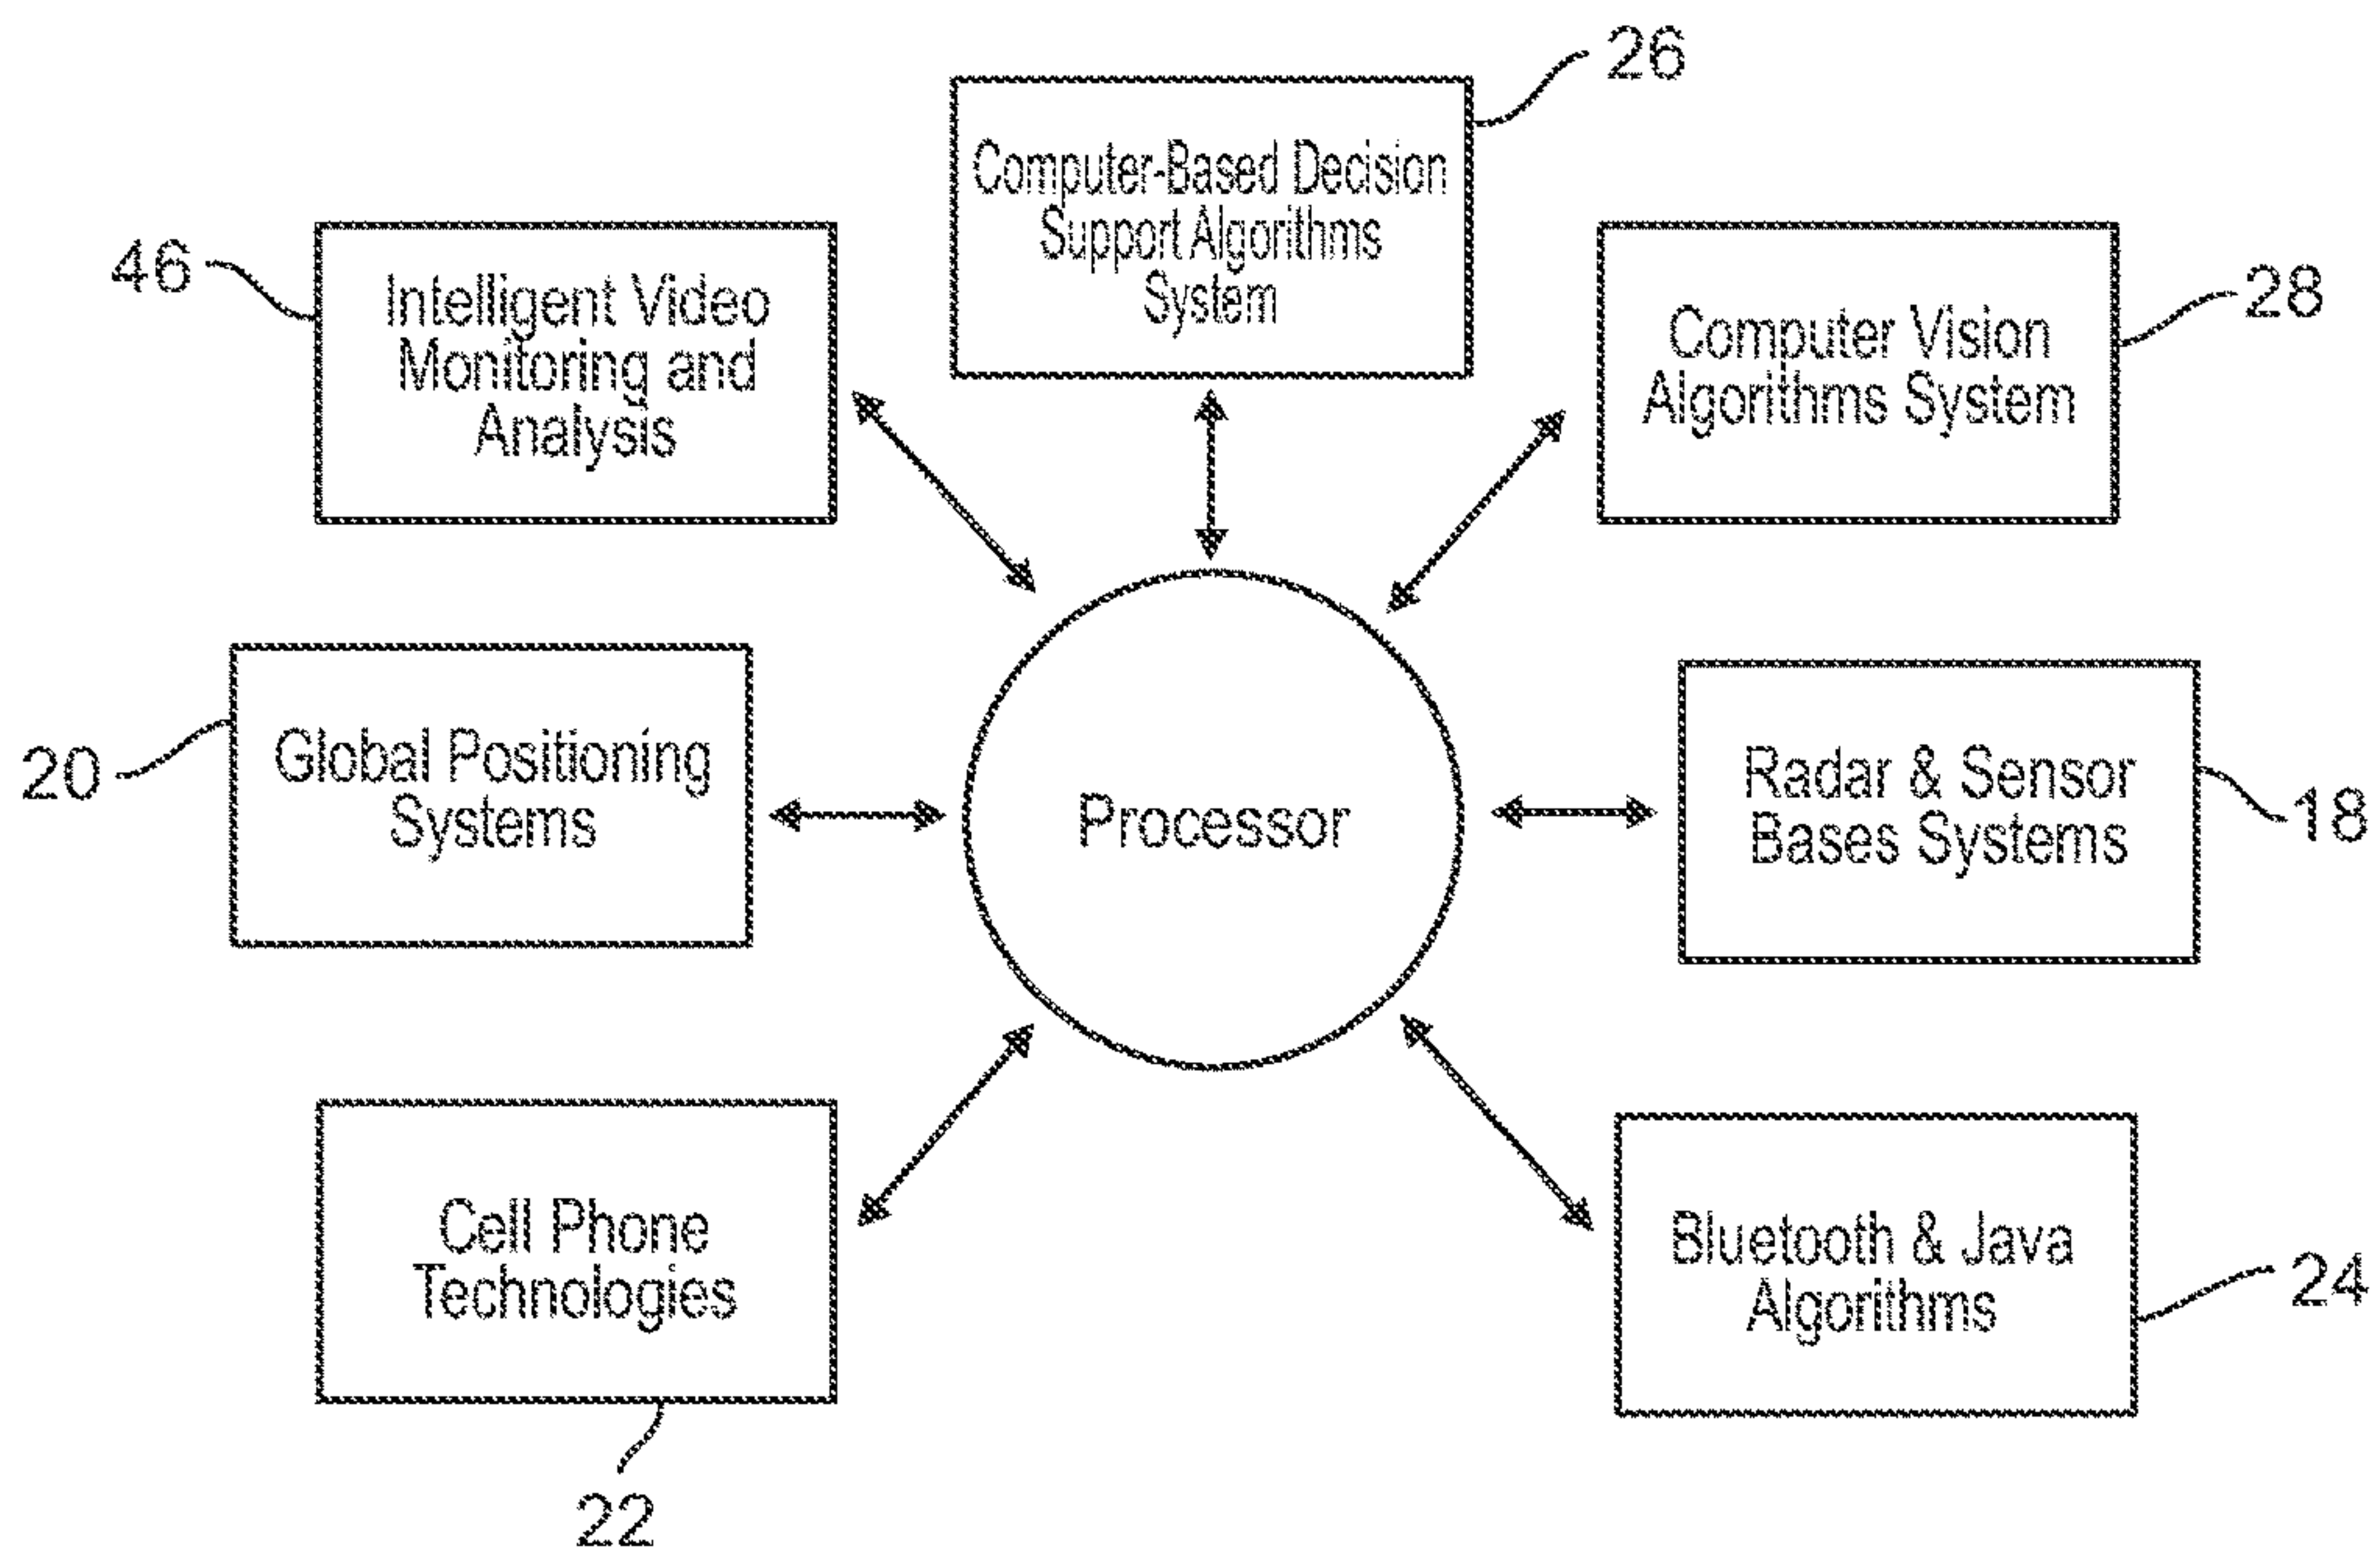 26
Computer-Based Decision
Support Algorithms
System
46
Intelligent Video
Monitoring and
Analysis
28
Computer Vision
Algorithms System
20
Global Positioning
Systems
Processor
Radar & Sensor
Bases Systems
18
Cell Phone
Technologies
22
Bluetooth & Java
Algorithms
24